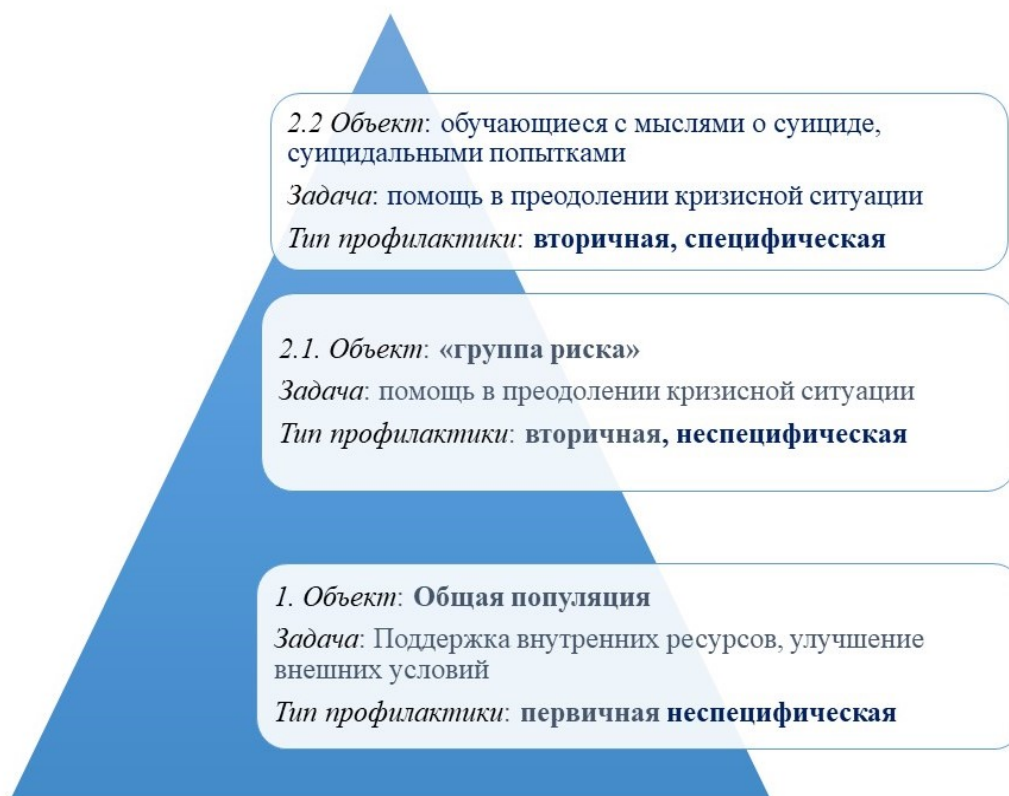 2.2 Объект: обучающиеся с мыслями о суициде,
суицидальными попытками
Задача: помощь в преодолении кризисной ситуации
Тип профилактики: вторичная, специфическая
2.1. Объект: «группа риска»
Задача: помощь в преодолении кризисной ситуации
Тип профилактики: вторичная, неспецифическая
1. Объект: Общая популяция
Задача: Поддержка внутренних ресурсов, улучшение
внешних условий
Тип профилактики: первичная неспецифическая